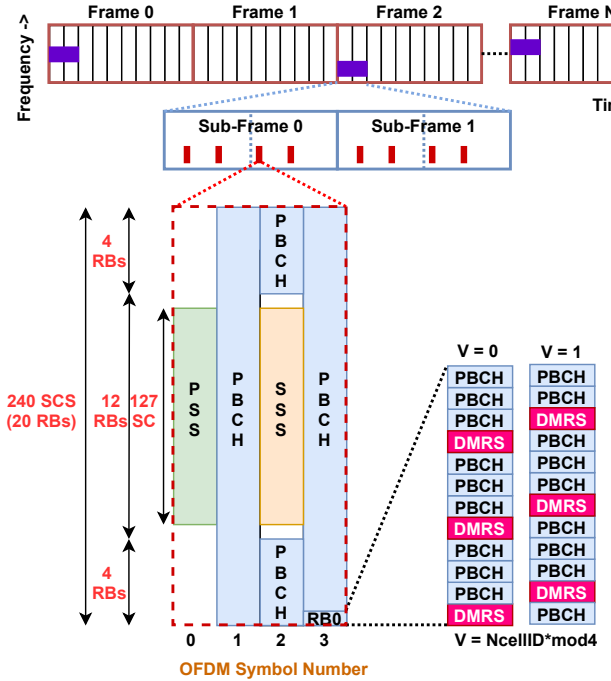 Frame 0
Frame 1
Frame 2
Frame N
Frequency ->
Tim
Sub-Frame 0
Sub-Frame 1
4
RBs
240 SCS
(20 RBs)
12
RBs
127
SC
4
RBs
PSS
PBCH
PBCH
SSS
PBCH
PBCH
RB0
0
1
2
3
OFDM Symbol Number
V = 0
PBCH
PBCH
PBCH
DMRS
PBCH
PBCH
PBCH
DMRS
PBCH
PBCH
PBCH
DMRS
V = 1
PBCH
PBCH
DMRS
PBCH
PBCH
PBCH
DMRS
PBCH
PBCH
PBCH
DMRS
PBCH
V = NcellID*mod4